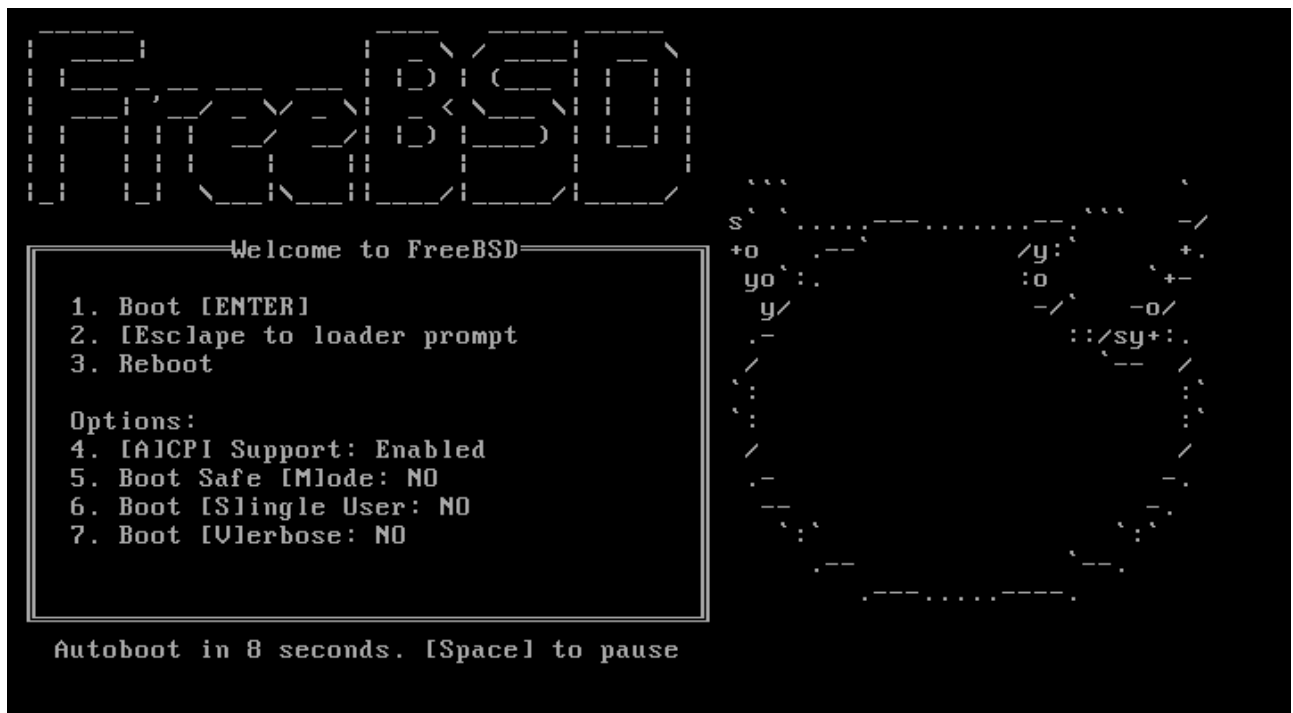 FreeBSD
Welcome to FreeBSD
1. Boot [ENTER]
2. [Esc]ape to loader prompt
3. Reboot
Options:
4. [A]CPI Support: Enabled
5. Boot Safe [M]ode: NO
6. Boot [S]ingle User: NO
7. Boot [V]erbose: NO
Autoboot in 8 seconds. [Space] to pause